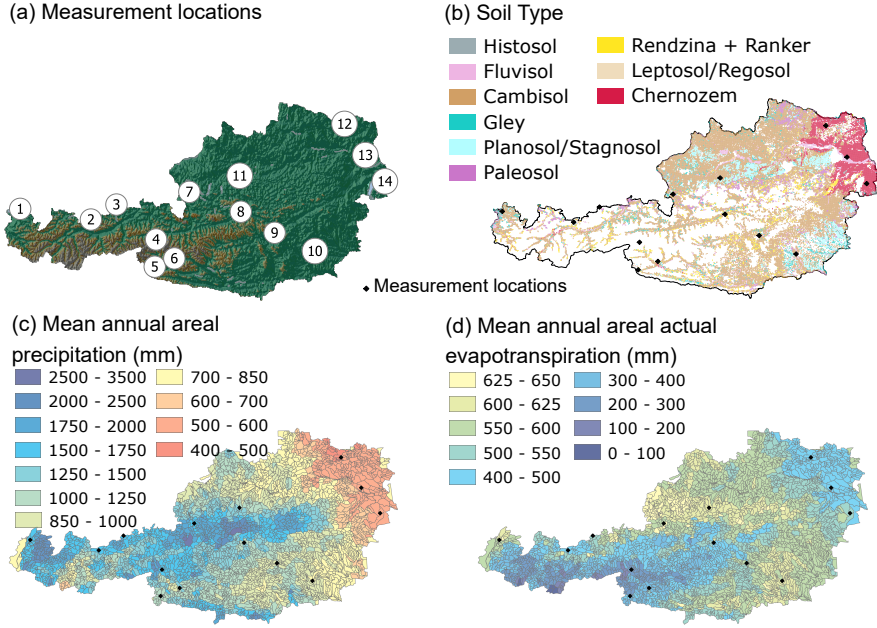 (a) Measurement locations
1
2
3
4
5
6
7
8
9
10
11
12
13
14
Measurement locations
(b) Soil Type
Histosol
Fluvisol
Cambisol
Gley
Planosol/Stagnosol
Paleosol
Rendzina + Ranker
Leptosol/Regosol
Chernozem
(c) Mean annual areal
precipitation (mm)
2500 - 3500
2000 - 2500
1750 - 2000
1500 - 1750
1250 - 1500
1000 - 1250
850 - 1000
700 - 850
600 - 700
500 - 600
400 - 500
(d) Mean annual areal actual
evapotranspiration (mm)
625 - 650
600 - 625
550 - 600
500 - 550
400 - 500
300 - 400
200 - 300
100 - 200
0 - 100